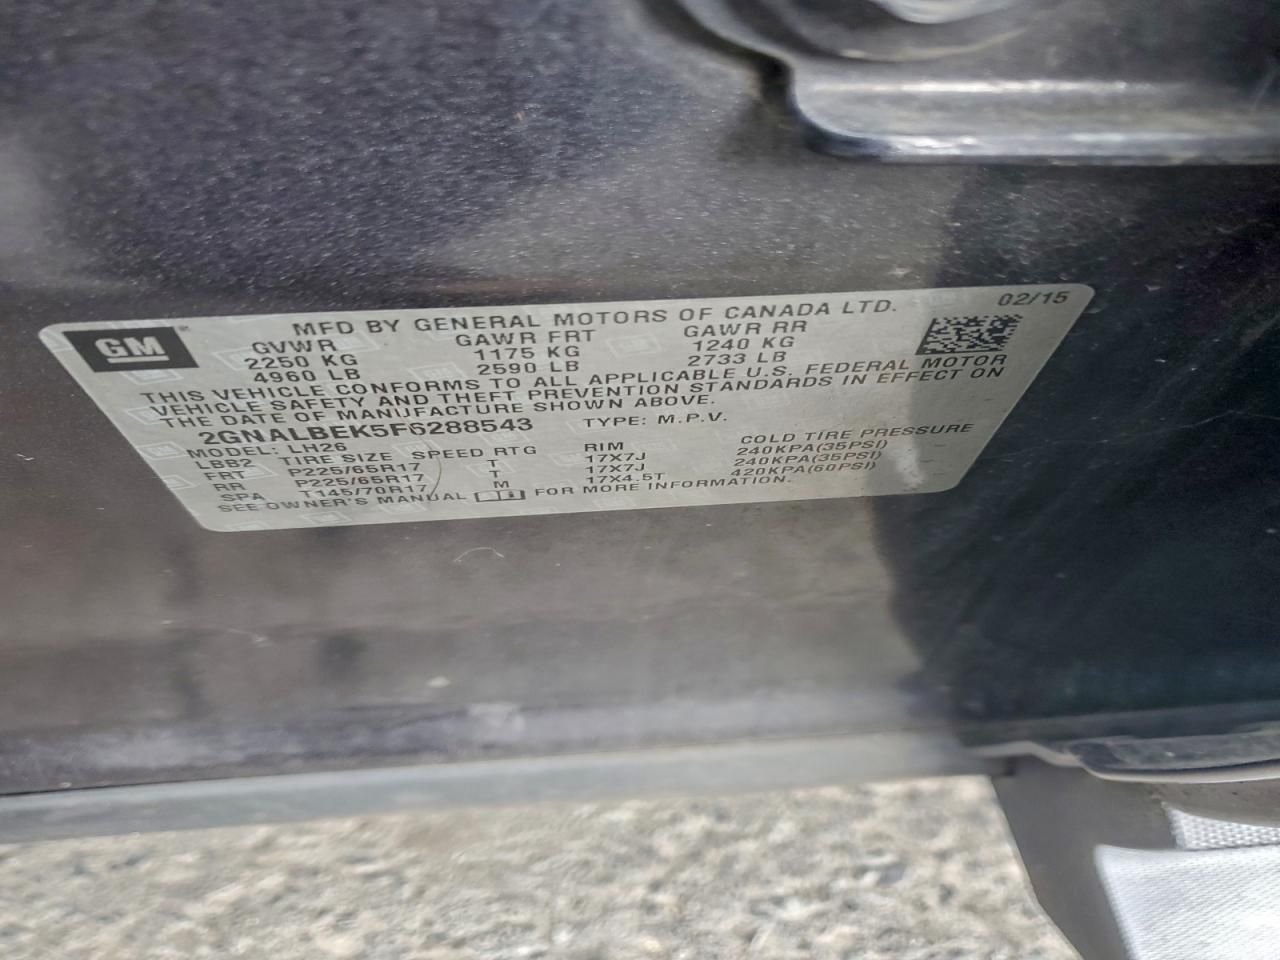 GM
MFD BY GENERAL MOTORS OF CANADA LTD. 02/15
GVWR GAWR FRT GAWR RR
2250 KG 1175 KG 1240 KG
4960 LB 2590 LB 2733 LB
THIS VEHICLE CONFORMS TO ALL APPLICABLE U.S. FEDERAL MOTOR
VEHICLE SAFETY AND THEFT PREVENTION STANDARDS IN EFFECT ON
THE DATE OF MANUFACTURE SHOWN ABOVE.
2GNALBEK5F6288543 TYPE: M.P.V.
MODEL: LH26
LBB2 TIRE SIZE SPEED RTG RIM COLD TIRE PRESSURE
FRT P225/65R17 T 17X7J 240KPA(35PSI)
RR P225/65R17 T 17X7J 240KPA(35PSI)
SPA T145/70R17 M 17X4.5T 420KPA(60PSI)
SEE OWNER'S MANUAL FOR MORE INFORMATION.